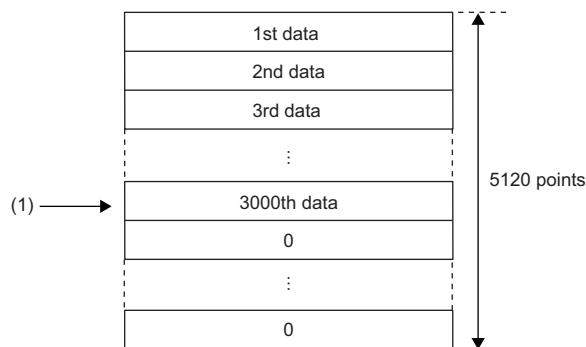 1st data
2nd data
3rd data
⋮
5120 points
(1)
3000th data
0
⋮
0